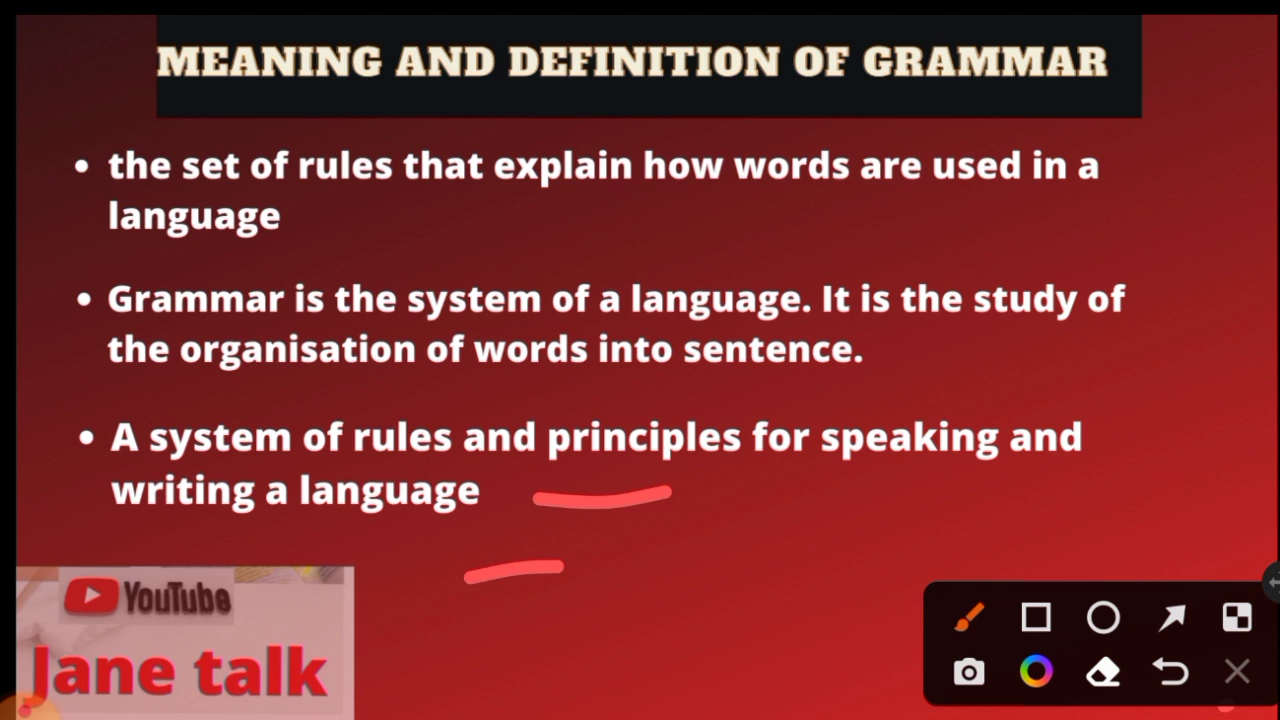 MEANING AND DEFINITION OF GRAMMAR
• the set of rules that explain how words are used in a
language
• Grammar is the system of a language. It is the study of
the organisation of words into sentence.
• A system of rules and principles for speaking and
writing a language
YouTube
Jane talk